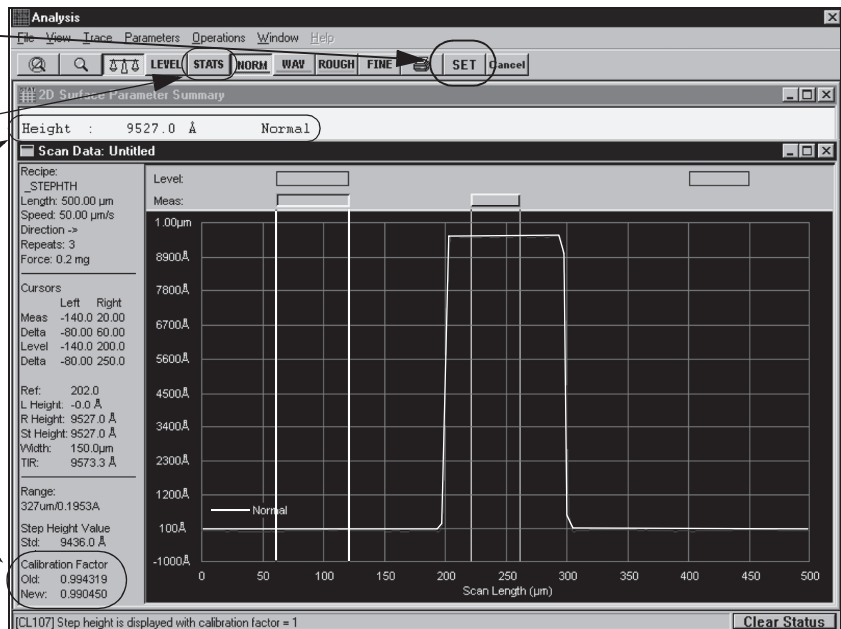 Analysis
File View Trace Parameters Operations Window Help
LEVEL STATS NORM WAV ROUGH FINE SET Cancel
2D Surface Parameter Summary
Height : 9527.0 Å Normal
Scan Data: Untitled
Recipe:
_STEPHTH
Length: 500.00 µm
Speed: 50.00 µm/s
Direction ->
Repeats: 3
Force: 0.2 mg
Cursors
Left Right
Meas -140.0 20.00
Delta -80.00 60.00
Level -140.0 200.0
Delta -80.00 250.0
Ref: 202.0
L Height: -0.0 Å
R Height: 9527.0 Å
St Height: 9527.0 Å
Width: 150.0µm
TIR: 9573.3 Å
Range:
327um/0.1953A
Step Height Value
Std: 9436.0 Å
Calibration Factor
Old: 0.994319
New: 0.990450
Level:
Meas:
1.00µm
8900Å
7800Å
6700Å
5600Å
4500Å
3400Å
2300Å
1200Å
100Å
-1000Å
Normal
0 50 100 150 200 250 300 350 400 450 500
Scan Length (µm)
[CL107] Step height is displayed with calibration factor = 1
Clear Status